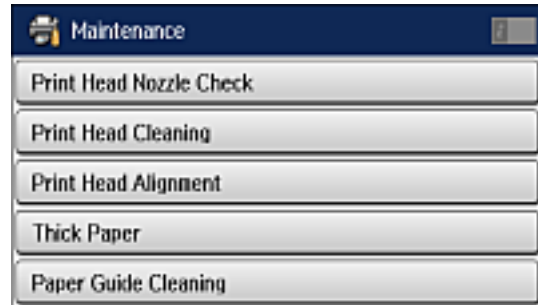 Maintenance
Print Head Nozzle Check
Print Head Cleaning
Print Head Alignment
Thick Paper
Paper Guide Cleaning